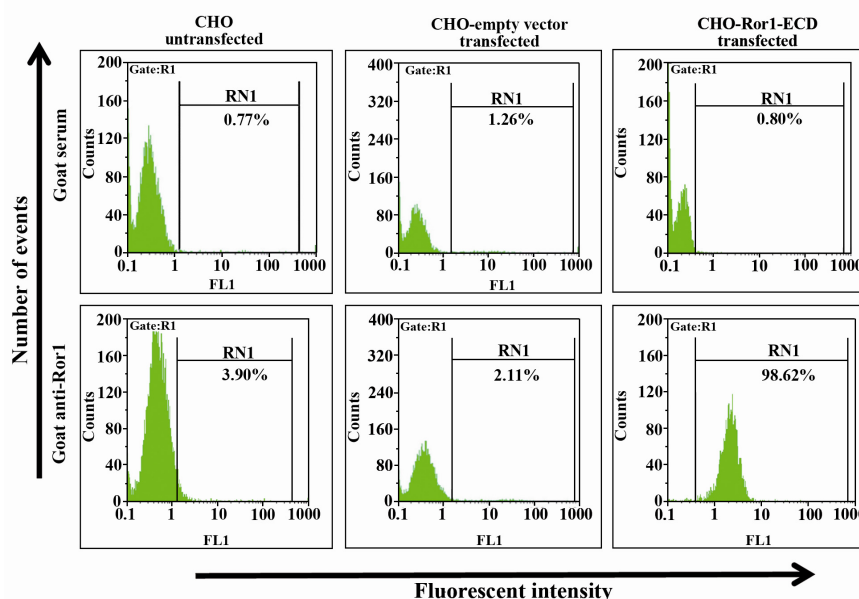 CHO
untransfected
CHO-empty vector
transfected
CHO-Ror1-ECD
transfected
Number of events
Goat serum
Gate:R1
RN1
0.77%
Counts
200
160
120
80
40
0
0.1 1 10 100 1000
FL1
Gate:R1
RN1
1.26%
Counts
400
320
240
160
80
0
0.1 1 10 100 1000
FL1
Gate:R1
RN1
0.80%
Counts
200
160
120
80
40
0
0.1 1 10 100 1000
FL1
Goat anti-Ror1
Gate:R1
RN1
3.90%
Counts
200
160
120
80
40
0
0.1 1 10 100 1000
FL1
Gate:R1
RN1
2.11%
Counts
400
320
240
160
80
0
0.1 1 10 100 1000
FL1
Gate:R1
RN1
98.62%
Counts
200
160
120
80
40
0
0.1 1 10 100 1000
FL1
Fluorescent intensity